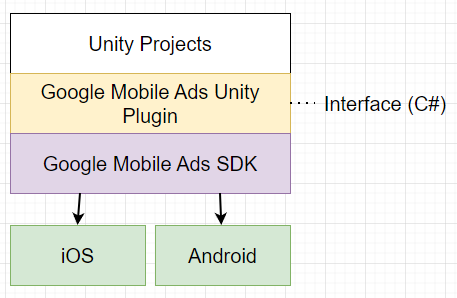 Unity Projects
Google Mobile Ads Unity
Plugin
Interface (C#)
Google Mobile Ads SDK
iOS
Android